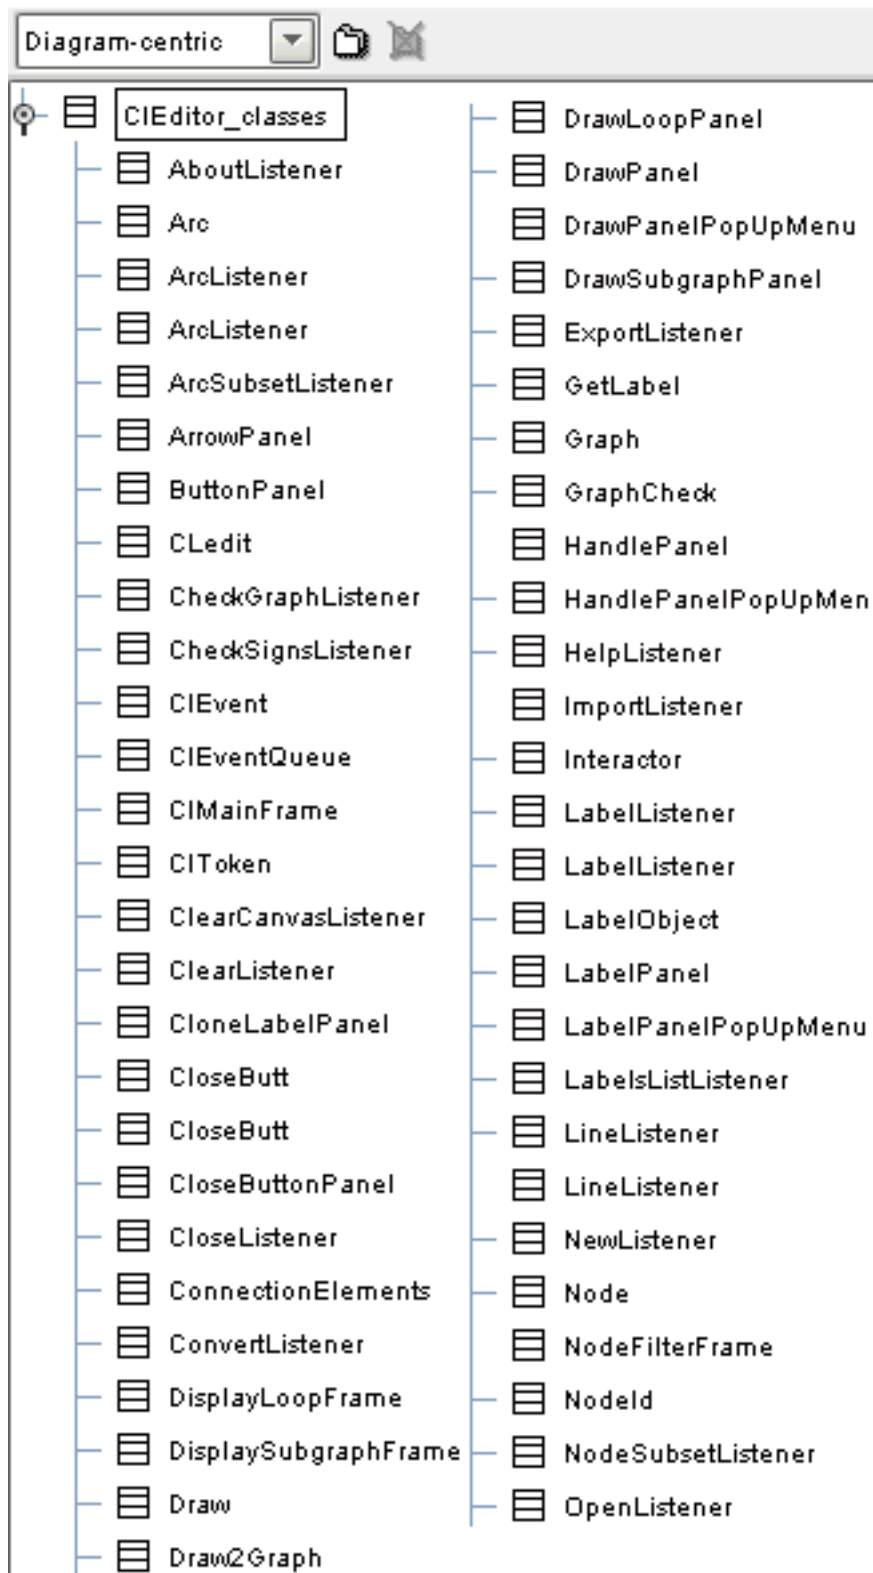 Diagram-centric
CIEditor_classes
AboutListener
Arc
ArcListener
ArcListener
ArcSubsetListener
ArrowPanel
ButtonPanel
CLedit
CheckGraphListener
CheckSignsListener
CIEvent
CIEventQueue
CIMainFrame
CIToken
ClearCanvasListener
ClearListener
CloneLabelPanel
CloseButt
CloseButt
CloseButtonPanel
CloseListener
ConnectionElements
ConvertListener
DisplayLoopFrame
DisplaySubgraphFrame
Draw
Draw2Graph
DrawLoopPanel
DrawPanel
DrawPanelPopUpMenu
DrawSubgraphPanel
ExportListener
GetLabel
Graph
GraphCheck
HandlePanel
HandlePanelPopUpMen
HelpListener
ImportListener
Interactor
LabelListener
LabelListener
LabelObject
LabelPanel
LabelPanelPopUpMenu
LabelsListListener
LineListener
LineListener
NewListener
Node
NodeFilterFrame
NodeId
NodeSubsetListener
OpenListener